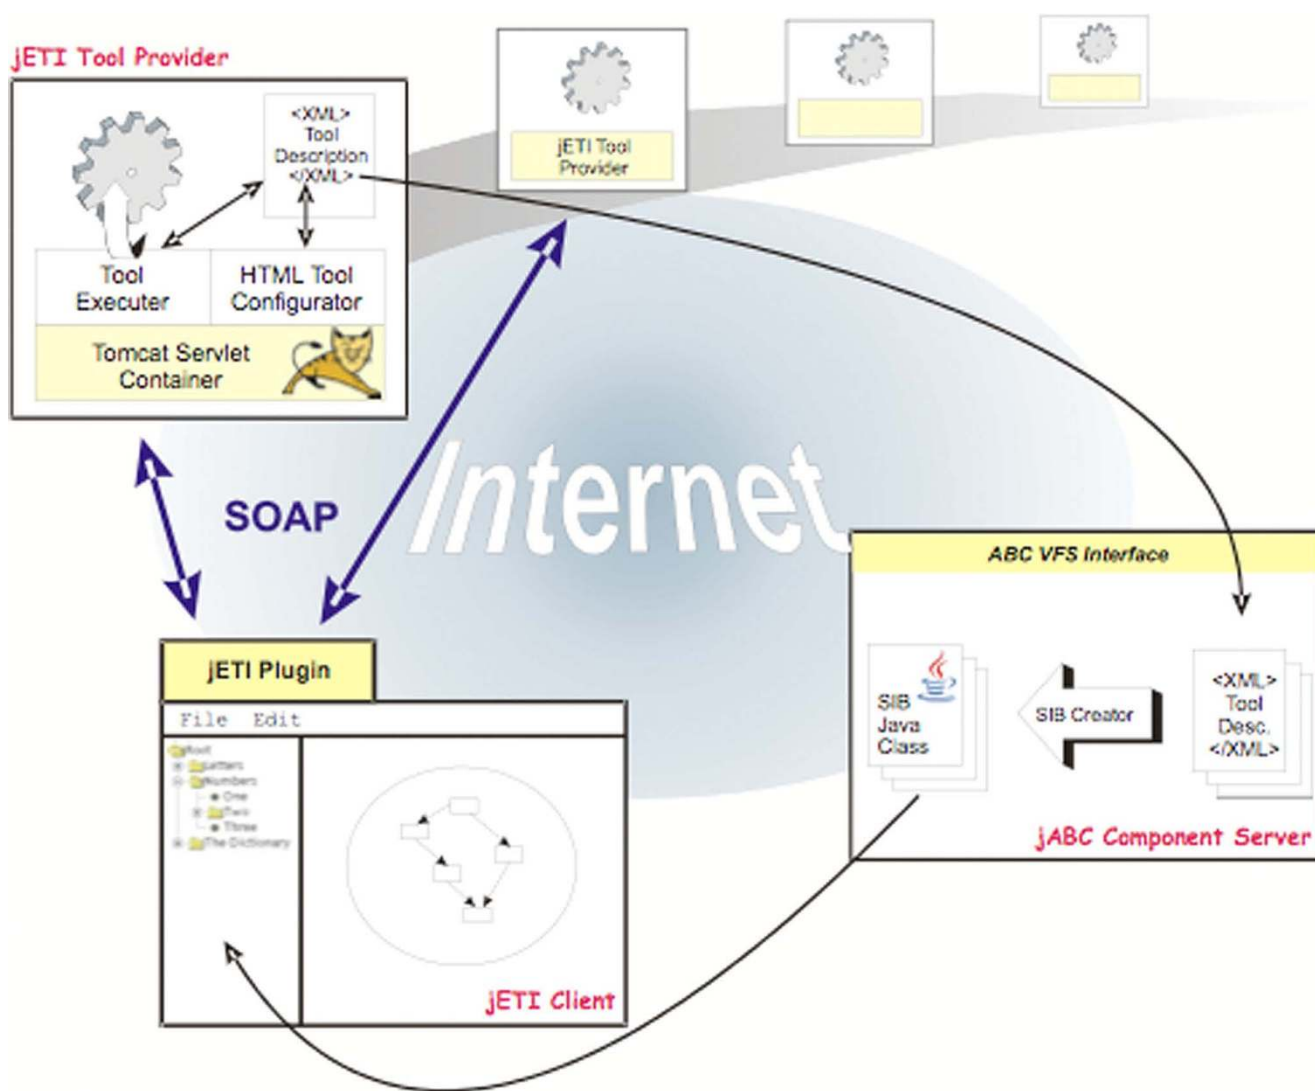 jETI Tool Provider
<XML>
Tool
Description
</XML>
Tool
Executer
HTML Tool
Configurator
Tomcat Servlet
Container
jETI Tool
Provider
SOAP
Internet
ABC VFS Interface
SIB
Java
Class
SIB Creator
<XML>
Tool
Desc.
</XML>
jABC Component Server
jETI Plugin
File Edit
Root
Letters
Numbers
One
Two
Three
The Dictionary
jETI Client